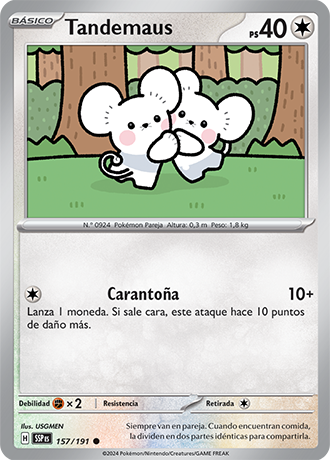 BÁSICO
Tandemaus
PS 40
N.º 0924 Pokémon Pareja Altura: 0,3 m Peso: 1,8 kg
Carantoña 10+
Lanza 1 moneda. Si sale cara, este ataque hace 10 puntos
de daño más.
Debilidad ×2 Resistencia Retirada
Ilus. USGMEN
H SSP ES 157/191
Siempre van en pareja. Cuando encuentran comida,
la dividen en dos partes idénticas para compartirla.
©2024 Pokémon/Nintendo/Creatures/GAME FREAK